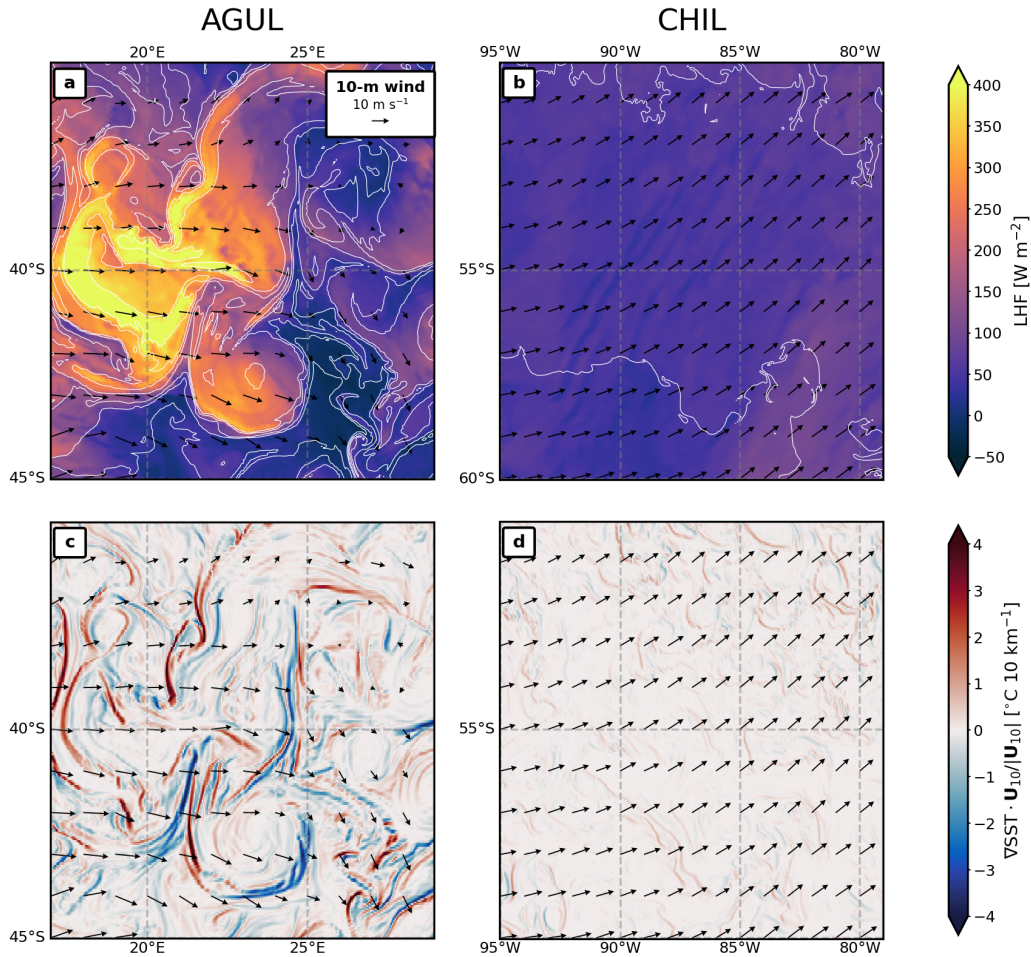 AGUL
CHIL
20°E 25°E
95°W 90°W 85°W 80°W
a
10-m wind
10 m s⁻¹
b
40°S
45°S
55°S
60°S
400
350
300
250
200
150
100
50
0
−50
LHF [W m⁻²]
c
d
40°S
45°S
20°E 25°E
55°S
95°W 90°W 85°W 80°W
4
3
2
1
0
−1
−2
−3
−4
∇SST · U₁₀/|U₁₀| [°C 10 km⁻¹]